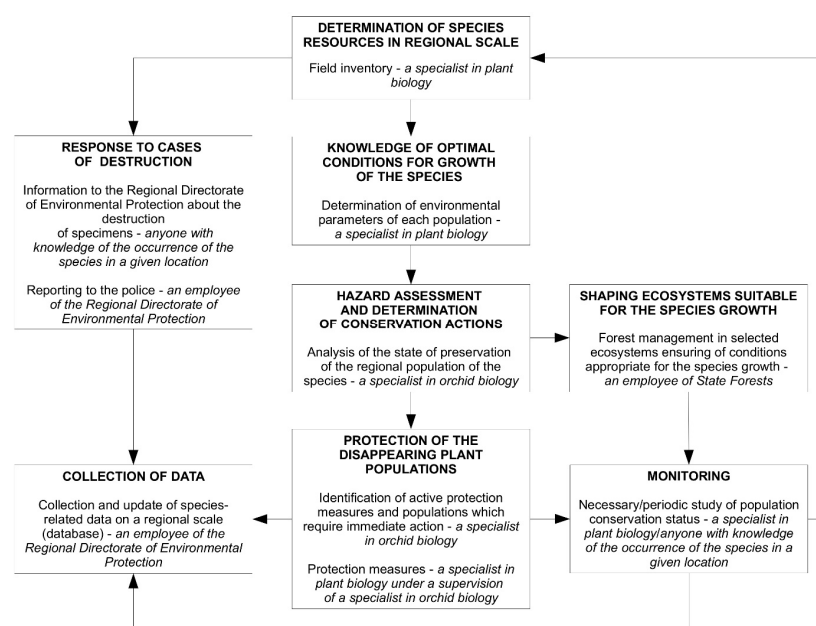 DETERMINATION OF SPECIES
RESOURCES IN REGIONAL SCALE
Field inventory - a specialist in plant
biology
RESPONSE TO CASES
OF DESTRUCTION
Information to the Regional Directorate
of Environmental Protection about the
destruction
of specimens - anyone with
knowledge of the occurrence of the
species in a given location
Reporting to the police - an employee
of the Regional Directorate of
Environmental Protection
KNOWLEDGE OF OPTIMAL
CONDITIONS FOR GROWTH
OF THE SPECIES
Determination of environmental
parameters of each population -
a specialist in plant biology
HAZARD ASSESSMENT
AND DETERMINATION
OF CONSERVATION ACTIONS
Analysis of the state of preservation
of the regional population of the
species - a specialist in orchid biology
SHAPING ECOSYSTEMS SUITABLE
FOR THE SPECIES GROWTH
Forest management in selected
ecosystems ensuring of conditions
appropriate for the species growth -
an employee of State Forests
COLLECTION OF DATA
Collection and update of species-
related data on a regional scale
(database) - an employee of the
Regional Directorate of Environmental
Protection
PROTECTION OF THE
DISAPPEARING PLANT
POPULATIONS
Identification of active protection
measures and populations which
require immediate action - a specialist
in orchid biology
Protection measures - a specialist in
plant biology under a supervision
of a specialist in orchid biology
MONITORING
Necessary/periodic study of population
conservation status - a specialist in
plant biology/anyone with knowledge
of the occurrence of the species in a
given location